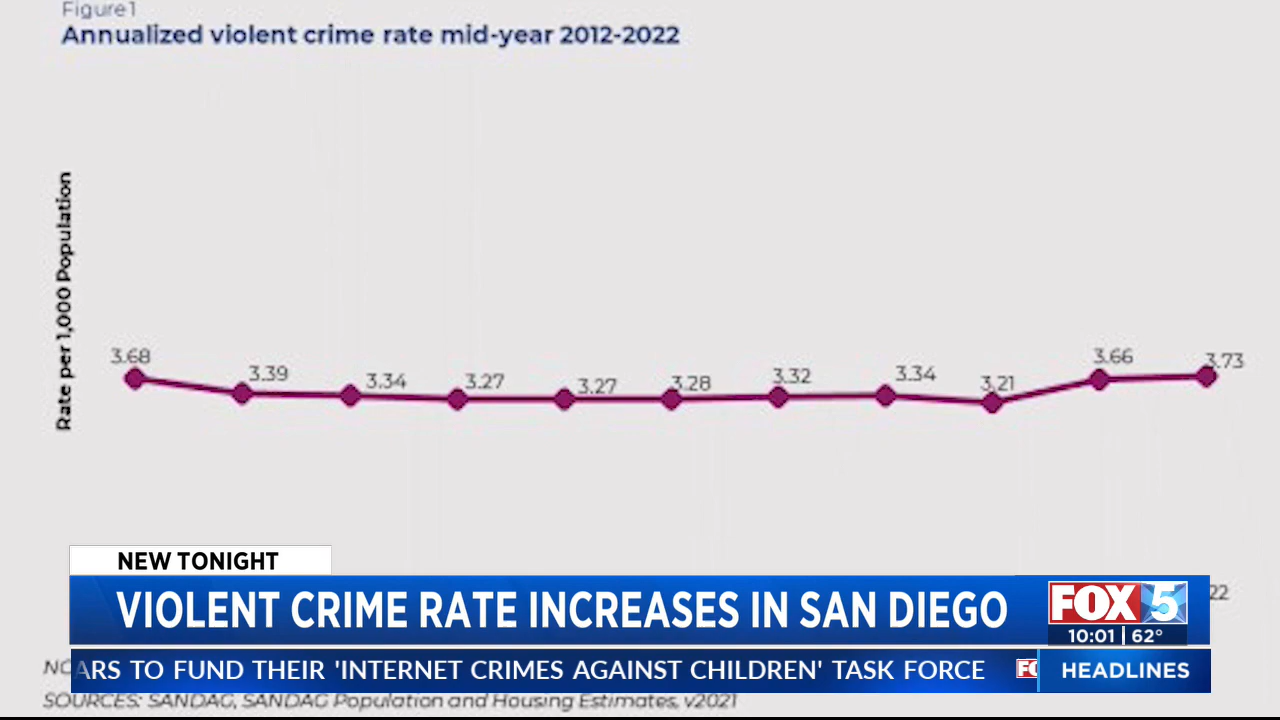 Figure 1
Annualized violent crime rate mid-year 2012-2022
Rate per 1,000 Population
3.68
3.39
3.34
3.27
3.27
3.28
3.32
3.34
3.21
3.66
3.73
NEW TONIGHT
VIOLENT CRIME RATE INCREASES IN SAN DIEGO
FOX 5
22
10:01 | 62°
ARS TO FUND THEIR 'INTERNET CRIMES AGAINST CHILDREN' TASK FORCE
HEADLINES
SOURCES: SANDAG, SANDAG Population and Housing Estimates, v2021